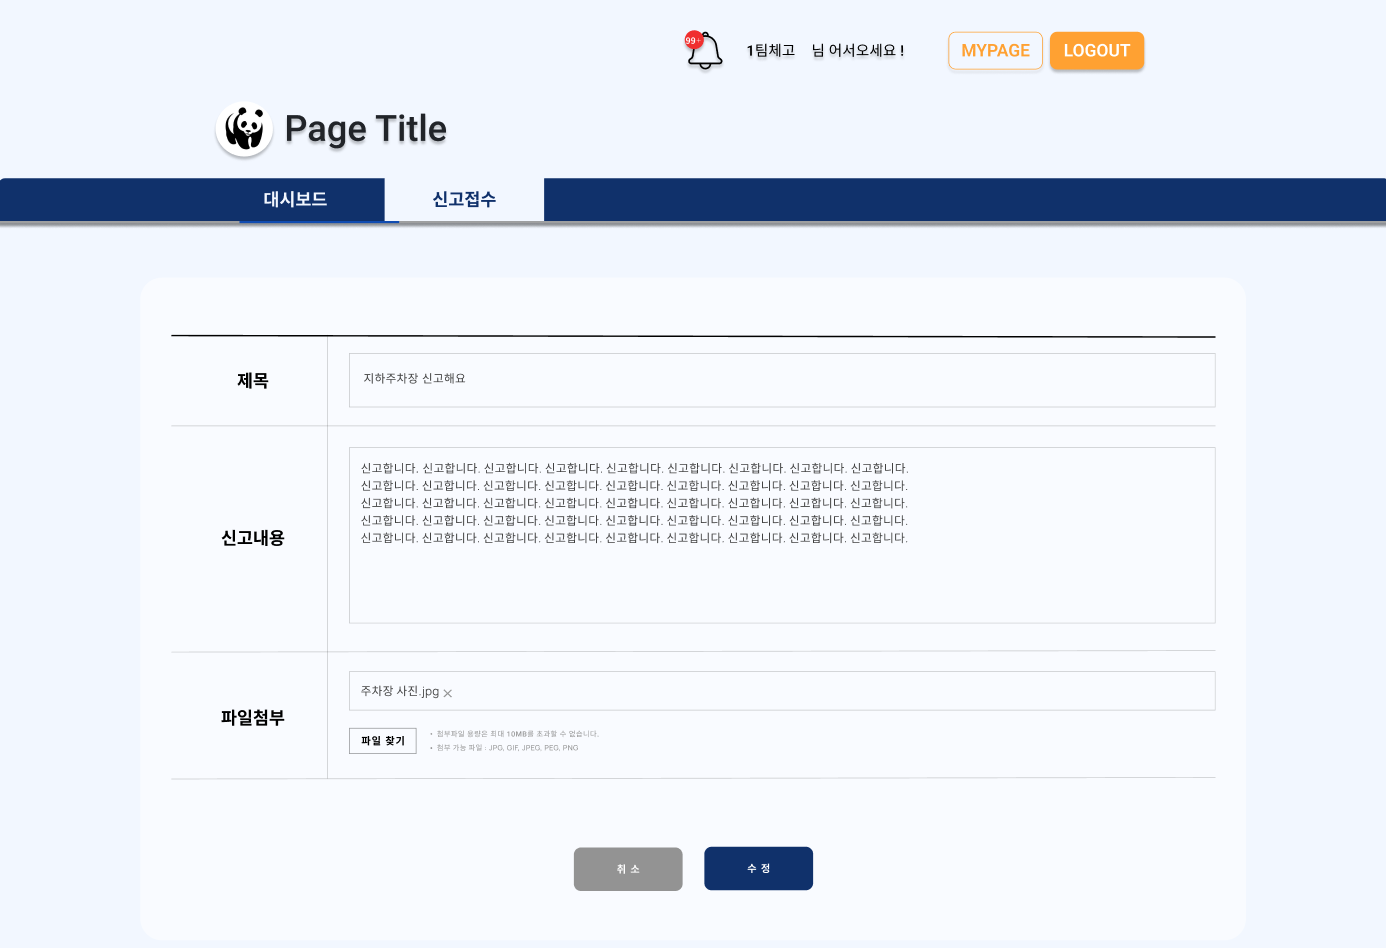 99+
1팀체고 님 어서오세요 !
MYPAGE
LOGOUT
Page Title
대시보드
신고접수
제목
지하주차장 신고해요
신고내용
신고합니다. 신고합니다. 신고합니다. 신고합니다. 신고합니다. 신고합니다. 신고합니다. 신고합니다. 신고합니다.
신고합니다. 신고합니다. 신고합니다. 신고합니다. 신고합니다. 신고합니다. 신고합니다. 신고합니다. 신고합니다.
신고합니다. 신고합니다. 신고합니다. 신고합니다. 신고합니다. 신고합니다. 신고합니다. 신고합니다. 신고합니다.
신고합니다. 신고합니다. 신고합니다. 신고합니다. 신고합니다. 신고합니다. 신고합니다. 신고합니다. 신고합니다.
신고합니다. 신고합니다. 신고합니다. 신고합니다. 신고합니다. 신고합니다. 신고합니다. 신고합니다. 신고합니다.
파일첨부
주차장 사진.jpg ×
파일 찾기
• 첨부파일 용량은 최대 10MB를 초과할 수 없습니다.
• 첨부 가능 파일 : JPG, GIF, JPEG, PEG, PNG
취 소
수 정